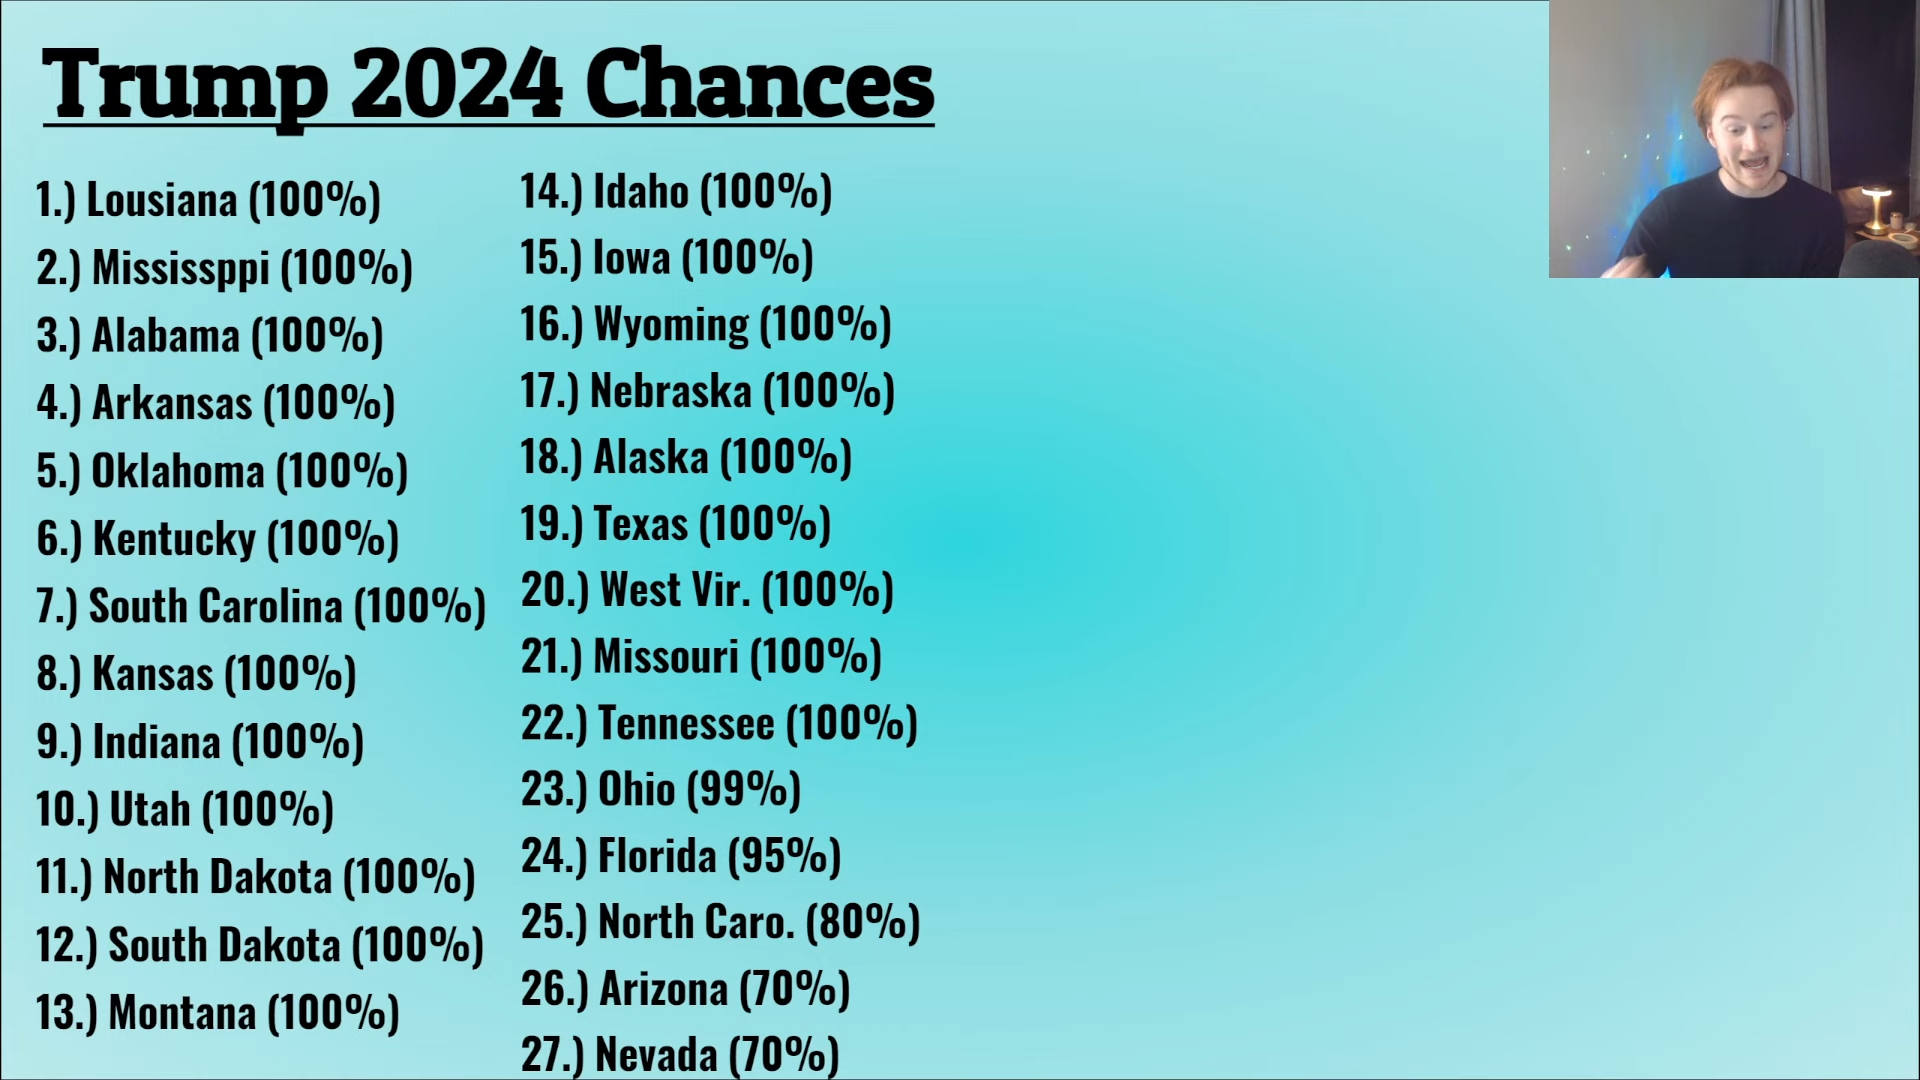 Trump 2024 Chances
1.) Lousiana (100%)
2.) Mississppi (100%)
3.) Alabama (100%)
4.) Arkansas (100%)
5.) Oklahoma (100%)
6.) Kentucky (100%)
7.) South Carolina (100%)
8.) Kansas (100%)
9.) Indiana (100%)
10.) Utah (100%)
11.) North Dakota (100%)
12.) South Dakota (100%)
13.) Montana (100%)
14.) Idaho (100%)
15.) Iowa (100%)
16.) Wyoming (100%)
17.) Nebraska (100%)
18.) Alaska (100%)
19.) Texas (100%)
20.) West Vir. (100%)
21.) Missouri (100%)
22.) Tennessee (100%)
23.) Ohio (99%)
24.) Florida (95%)
25.) North Caro. (80%)
26.) Arizona (70%)
27.) Nevada (70%)